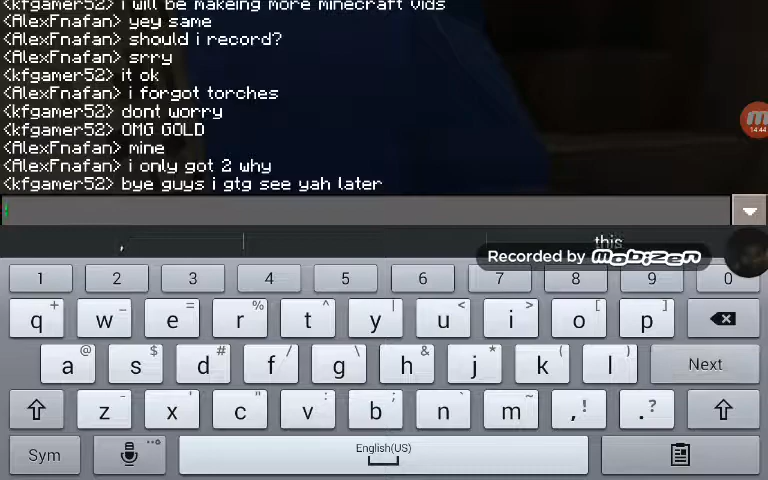 <kfgamer52> i will be makeing more minecraft vids
<AlexFnafan> yey same
<AlexFnafan> should i record?
<AlexFnafan> srry
<kfgamer52> it ok
<AlexFnafan> i forgot torches
<kfgamer52> dont worry
<kfgamer52> OMG GOLD
<AlexFnafan> mine
<AlexFnafan> i only got 2 why
<kfgamer52> bye guys i gtg see yah later
14:44
, this
Recorded by mobizen
1 2 3 4 5 6 7 8 9 0
q + w _ e = r % t ^ y | u < i > o [ p ]
a @ s $ d # f / g \ h & j * k ( l ) Next
z - x ' c " v : b ; n ` m ~ , ! . ?
Sym English(US)